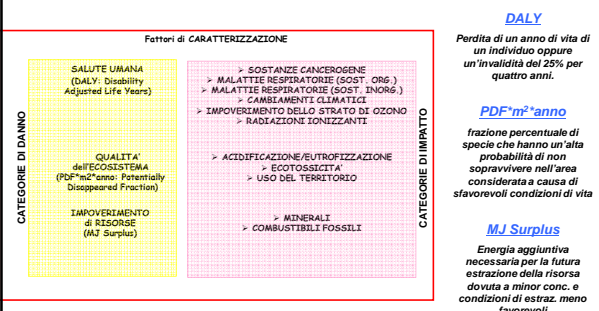 Fattori di CARATTERIZZAZIONE
CATEGORIE DI DANNO
SALUTE UMANA
(DALY: Disability
Adjusted Life Years)
QUALITA'
dell'ECOSISTEMA
(PDF*m2*anno: Potentially
Disappeared Fraction)
IMPOVERIMENTO
di RISORSE
(MJ Surplus)
➢ SOSTANZE CANCEROGENE
➢ MALATTIE RESPIRATORIE (SOST. ORG.)
➢ MALATTIE RESPIRATORIE (SOST. INORG.)
➢ CAMBIAMENTI CLIMATICI
➢ IMPOVERIMENTO DELLO STRATO DI OZONO
➢ RADIAZIONI IONIZZANTI
➢ ACIDIFICAZIONE/EUTROFIZZAZIONE
➢ ECOTOSSICITA'
➢ USO DEL TERRITORIO
➢ MINERALI
➢ COMBUSTIBILI FOSSILI
CATEGORIE DI IMPATTO
DALY
Perdita di un anno di vita di
un individuo oppure
un'invalidità del 25% per
quattro anni.
PDF*m²*anno
frazione percentuale di
specie che hanno un'alta
probabilità di non
sopravvivere nell'area
considerata a causa di
sfavorevoli condizioni di vita
MJ Surplus
Energia aggiuntiva
necessaria per la futura
estrazione della risorsa
dovuta a minor conc. e
condizioni di estraz. meno
favorevoli